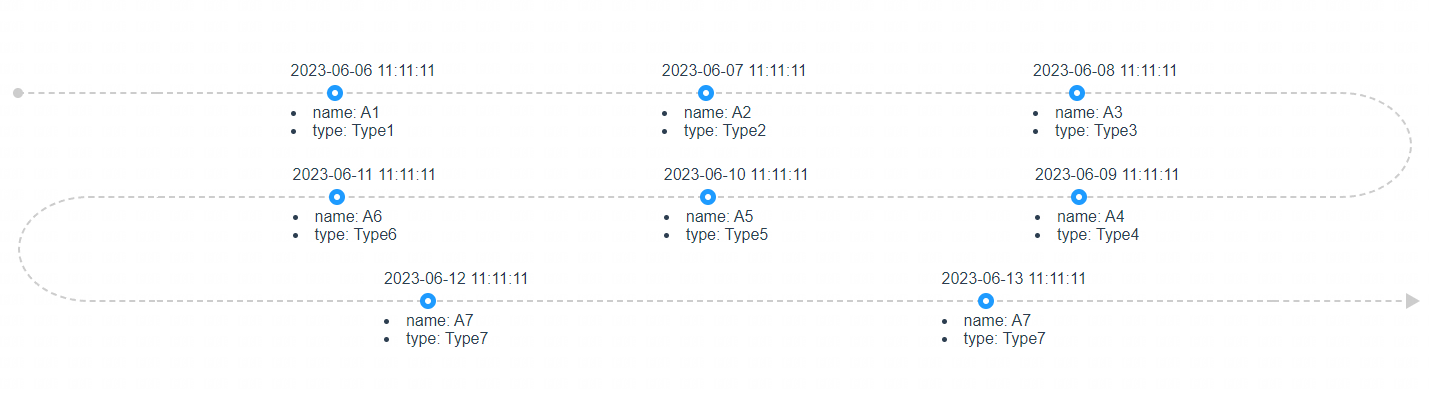 2023-06-06 11:11:11
• name: A1
• type: Type1
2023-06-07 11:11:11
• name: A2
• type: Type2
2023-06-08 11:11:11
• name: A3
• type: Type3
2023-06-11 11:11:11
• name: A6
• type: Type6
2023-06-10 11:11:11
• name: A5
• type: Type5
2023-06-09 11:11:11
• name: A4
• type: Type4
2023-06-12 11:11:11
• name: A7
• type: Type7
2023-06-13 11:11:11
• name: A7
• type: Type7